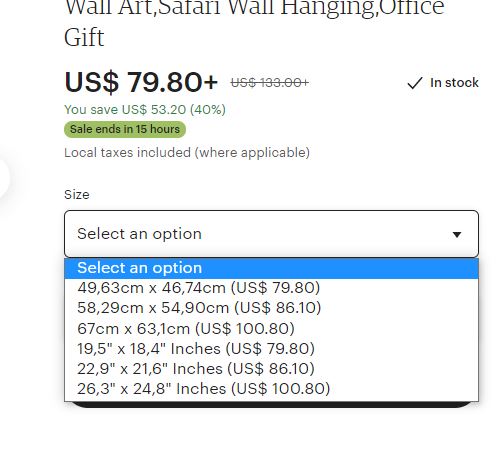 Wall Art,Safari Wall Hanging,Office
Gift
US$ 79.80+ US$ 133.00+ In stock
You save US$ 53.20 (40%)
Sale ends in 15 hours
Local taxes included (where applicable)
Size
Select an option
Select an option
49,63cm x 46,74cm (US$ 79.80)
58,29cm x 54,90cm (US$ 86.10)
67cm x 63,1cm (US$ 100.80)
19,5" x 18,4" Inches (US$ 79.80)
22,9" x 21,6" Inches (US$ 86.10)
26,3" x 24,8" Inches (US$ 100.80)